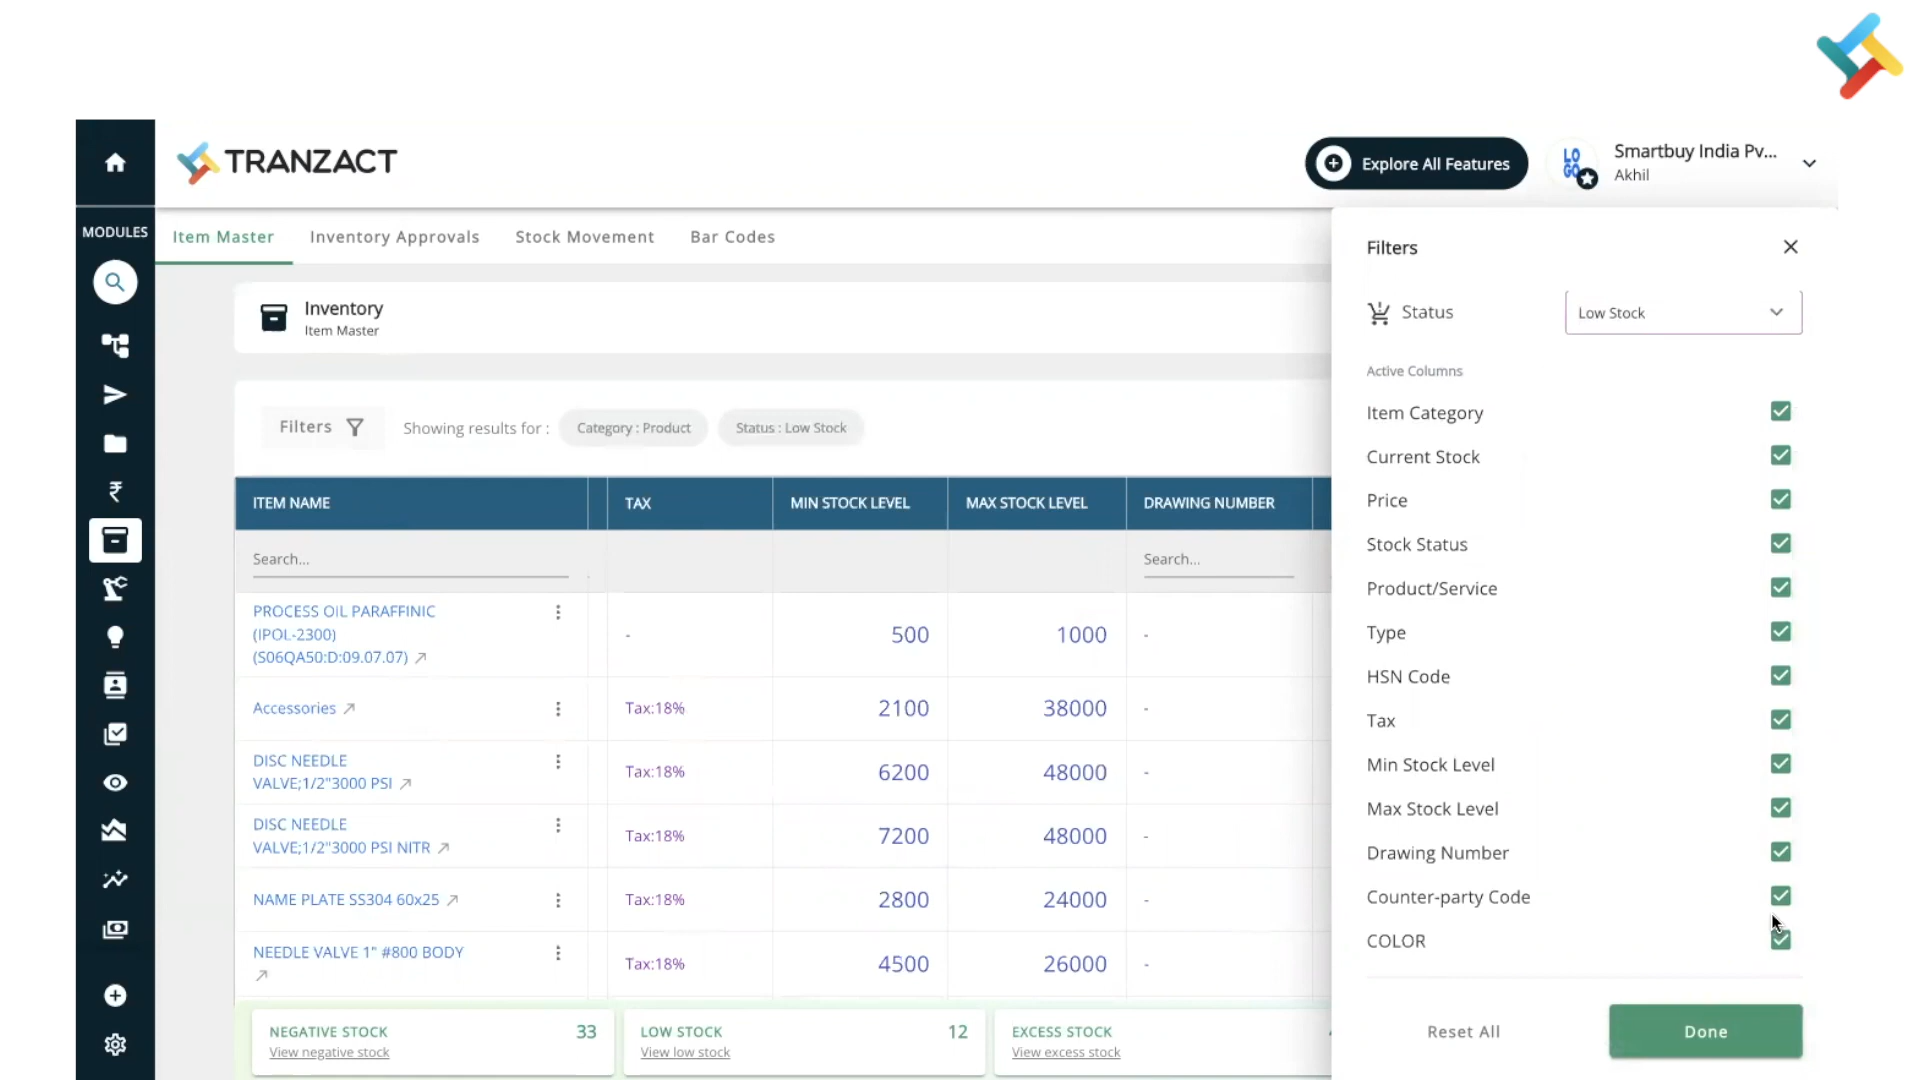 TRANZACT
Explore All Features
LOGO
Smartbuy India Pv...
Akhil
MODULES
Item Master
Inventory Approvals
Stock Movement
Bar Codes
Inventory
Item Master
Filters
Showing results for :
Category : Product
Status : Low Stock
ITEM NAME
TAX
MIN STOCK LEVEL
MAX STOCK LEVEL
DRAWING NUMBER
Search...
Search...
PROCESS OIL PARAFFINIC
(IPOL-2300)
(S06QA50:D:09.07.07)
-
500
1000
-
Accessories
Tax:18%
2100
38000
-
DISC NEEDLE
VALVE;1/2"3000 PSI
Tax:18%
6200
48000
-
DISC NEEDLE
VALVE;1/2"3000 PSI NITR
Tax:18%
7200
48000
-
NAME PLATE SS304 60x25
Tax:18%
2800
24000
-
NEEDLE VALVE 1" #800 BODY
Tax:18%
4500
26000
-
NEGATIVE STOCK
33
View negative stock
LOW STOCK
12
View low stock
EXCESS STOCK
View excess stock
Filters
Status
Low Stock
Active Columns
Item Category
Current Stock
Price
Stock Status
Product/Service
Type
HSN Code
Tax
Min Stock Level
Max Stock Level
Drawing Number
Counter-party Code
COLOR
Reset All
Done